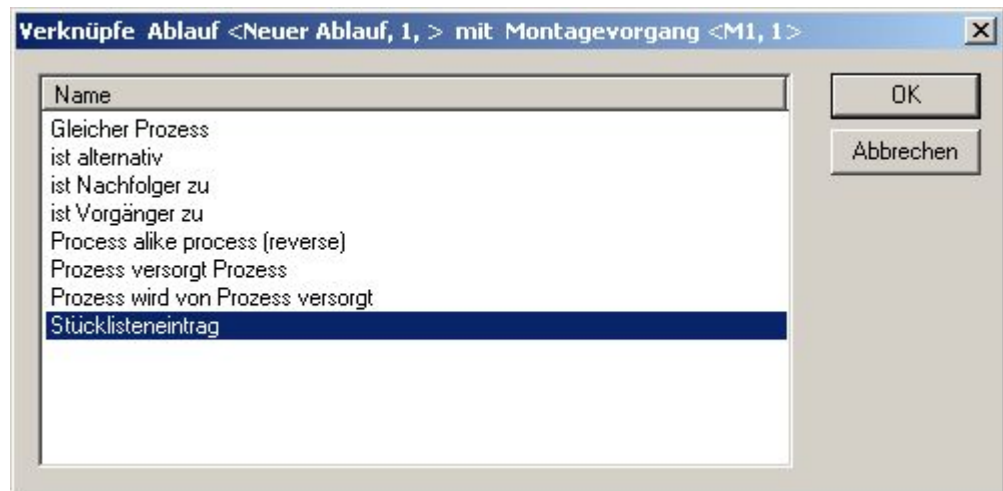 Verknüpfe Ablauf <Neuer Ablauf, 1, > mit Montagevorgang <M1, 1>
Name
Gleicher Prozess
ist alternativ
ist Nachfolger zu
ist Vorgänger zu
Process alike process (reverse)
Prozess versorgt Prozess
Prozess wird von Prozess versorgt
Stücklisteneintrag
OK
Abbrechen